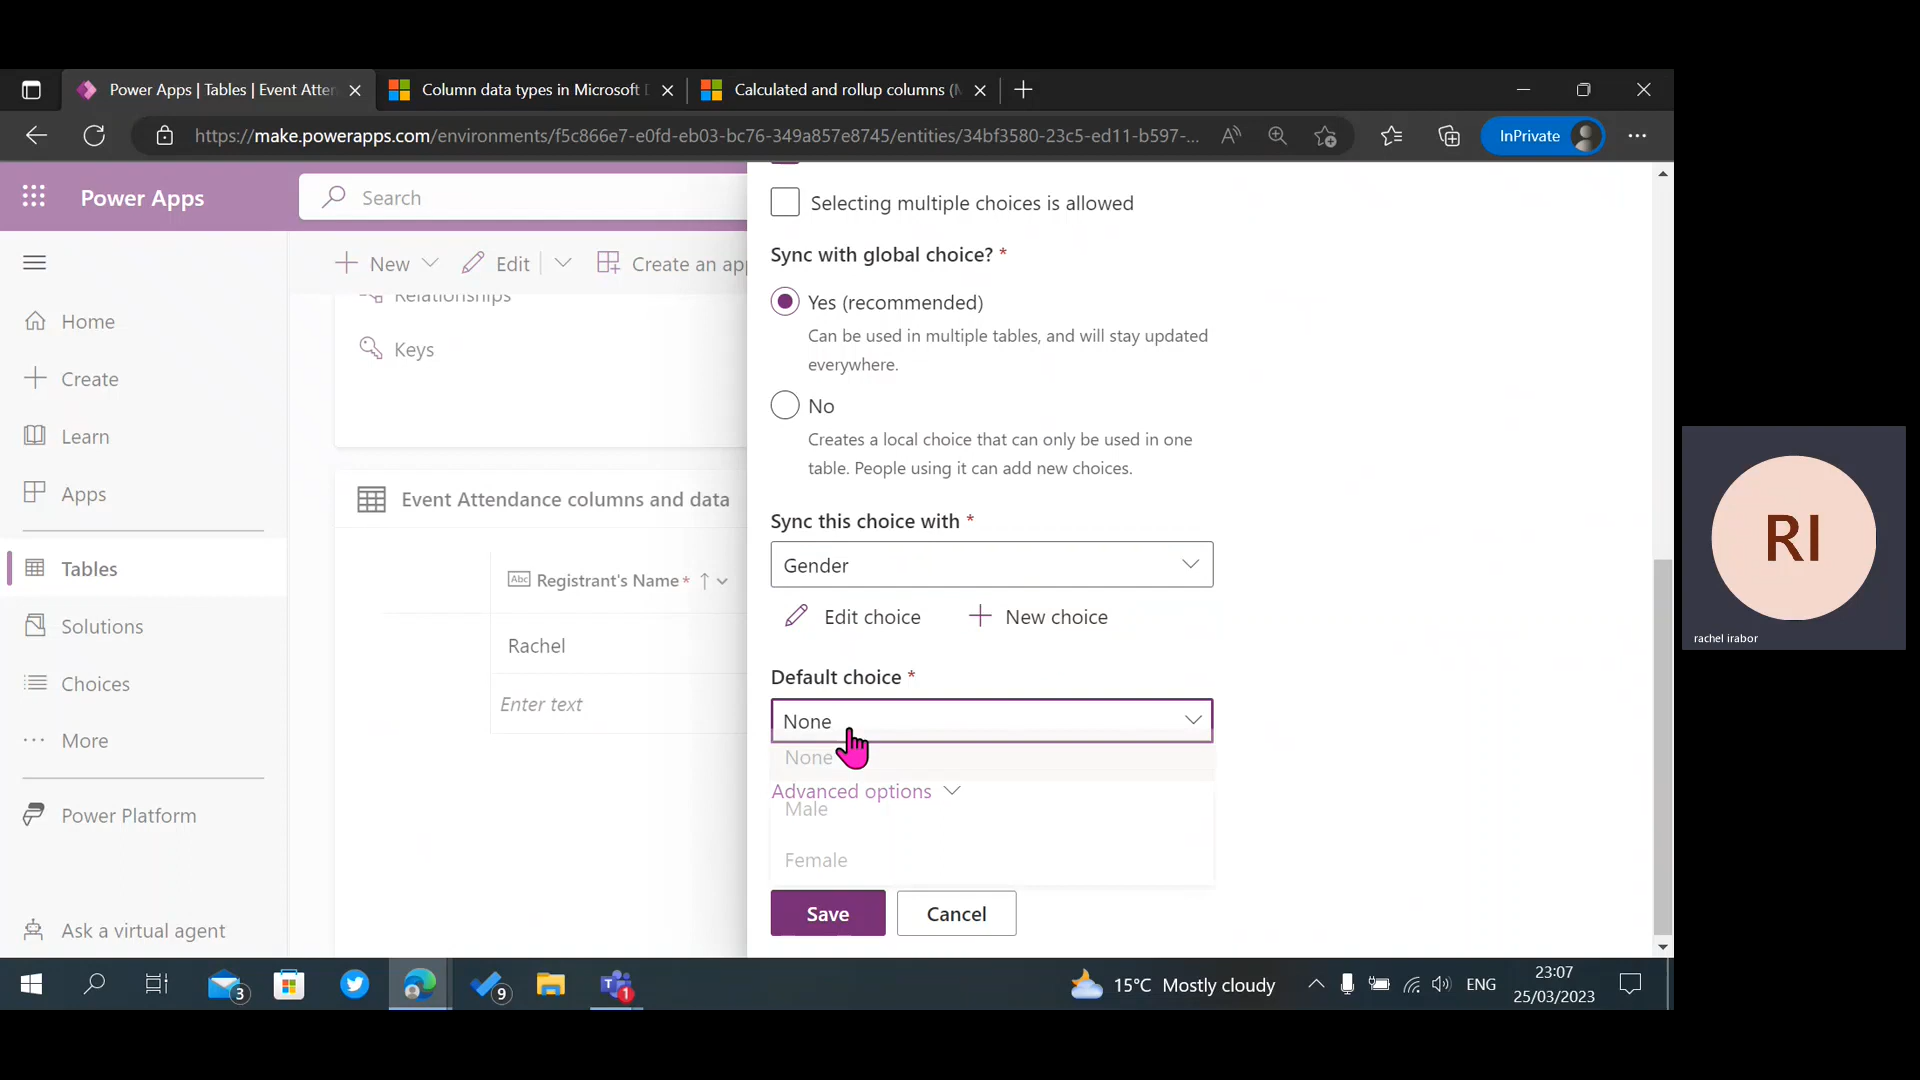 Power Apps | Tables | Event Atten
Column data types in Microsoft
Calculated and rollup columns (
https://make.powerapps.com/environments/f5c866e7-e0fd-eb03-bc76-349a857e8745/entities/34bf3580-23c5-ed11-b597-...
InPrivate
Power Apps
Search
New
Edit
Create an app
Relationships
Keys
Home
Create
Learn
Apps
Tables
Solutions
Choices
More
Power Platform
Ask a virtual agent
Event Attendance columns and data
Abc Registrant's Name *
Rachel
Enter text
Selecting multiple choices is allowed
Sync with global choice? *
Yes (recommended)
Can be used in multiple tables, and will stay updated
everywhere.
No
Creates a local choice that can only be used in one
table. People using it can add new choices.
Sync this choice with *
Gender
Edit choice
New choice
Default choice *
None
None
Advanced options
Male
Female
Save
Cancel
RI
rachel irabor
3
9
1
15°C Mostly cloudy
ENG
23:07
25/03/2023